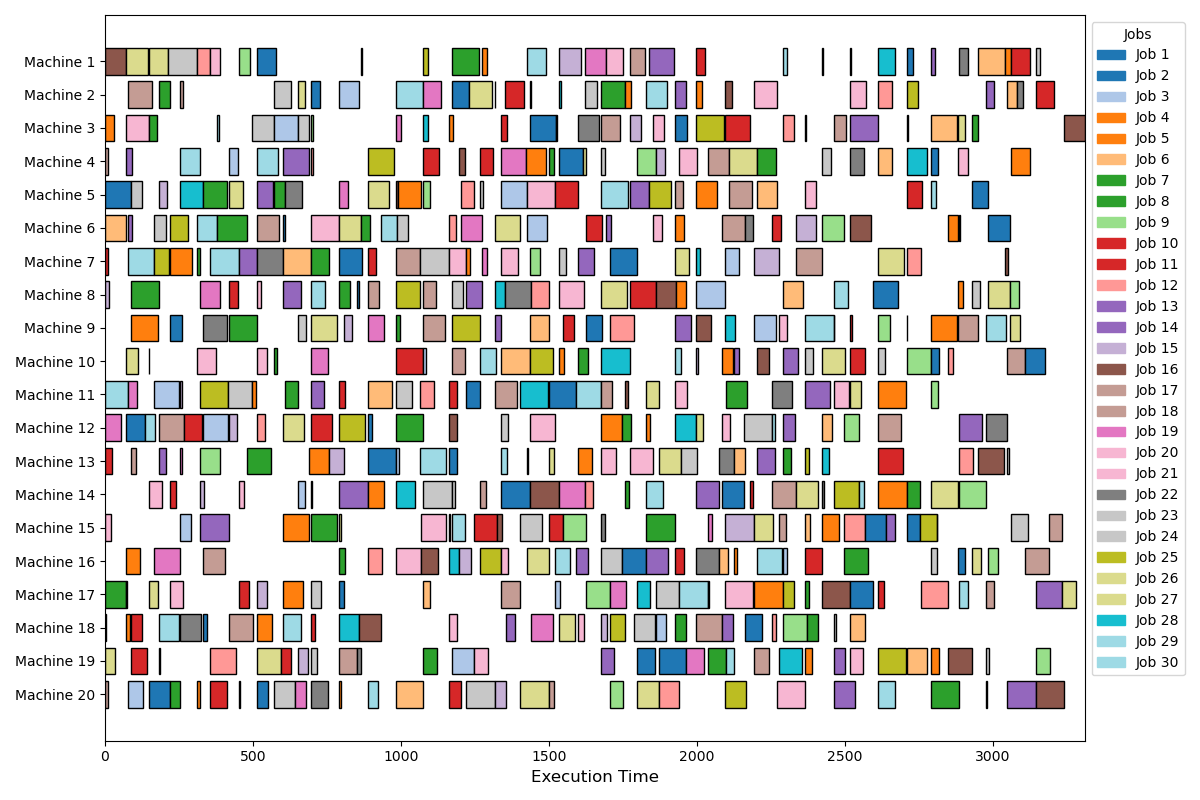 Machine 1
Machine 2
Machine 3
Machine 4
Machine 5
Machine 6
Machine 7
Machine 8
Machine 9
Machine 10
Machine 11
Machine 12
Machine 13
Machine 14
Machine 15
Machine 16
Machine 17
Machine 18
Machine 19
Machine 20
0 500 1000 1500 2000 2500 3000
Execution Time
Jobs
Job 1
Job 2
Job 3
Job 4
Job 5
Job 6
Job 7
Job 8
Job 9
Job 10
Job 11
Job 12
Job 13
Job 14
Job 15
Job 16
Job 17
Job 18
Job 19
Job 20
Job 21
Job 22
Job 23
Job 24
Job 25
Job 26
Job 27
Job 28
Job 29
Job 30